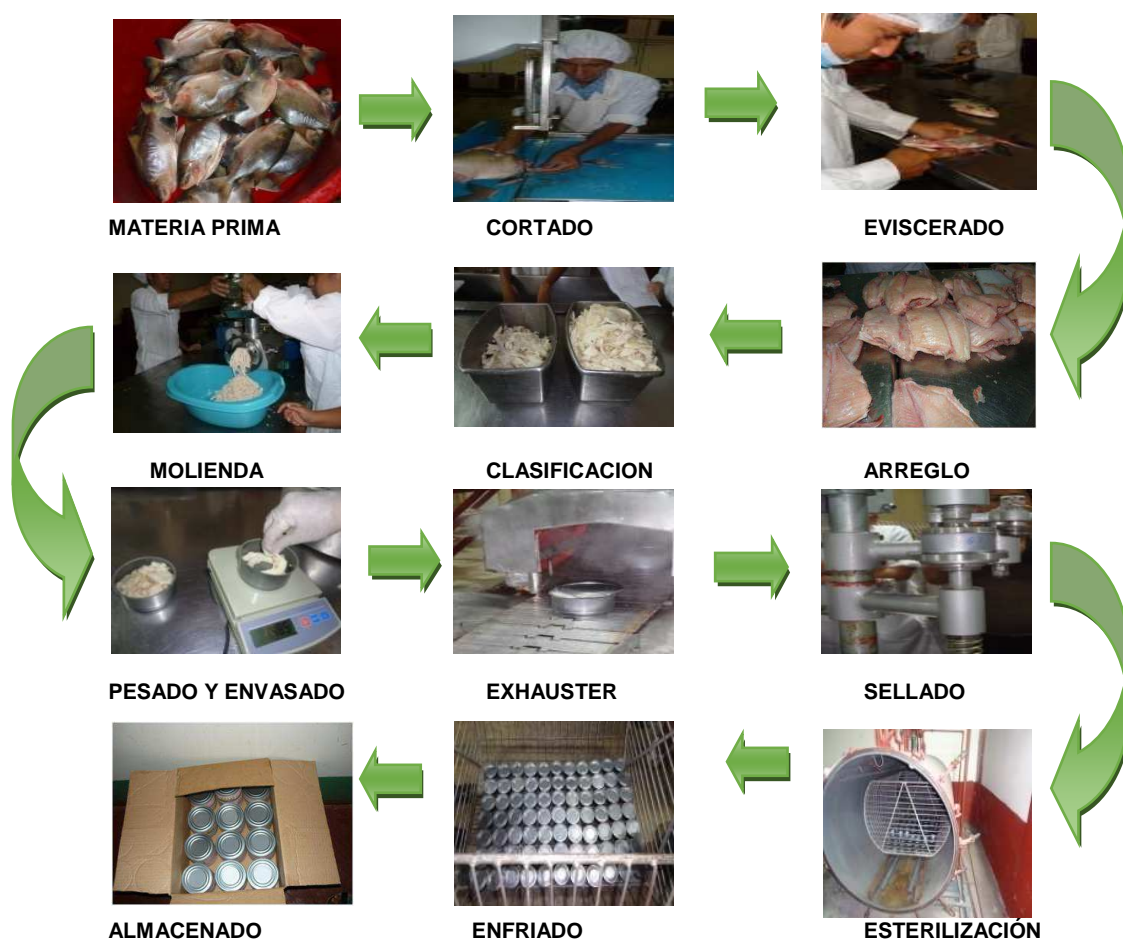 MATERIA PRIMA
CORTADO
EVISCERADO
MOLIENDA
CLASIFICACION
ARREGLO
PESADO Y ENVASADO
EXHAUSTER
SELLADO
ALMACENADO
ENFRIADO
ESTERILIZACIÓN